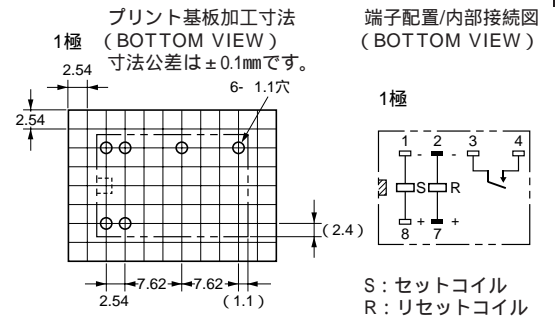 プリント基板加工寸法
1極 （BOTTOM VIEW）
寸法公差は±0.1㎜です。
2.54
6- 1.1穴
2.54
(2.4)
7.62
7.62
2.54
(1.1)
端子配置/内部接続図
（BOTTOM VIEW）
1極
1 2 3 4
- -
S R
+ +
8 7
S：セットコイル
R：リセットコイル